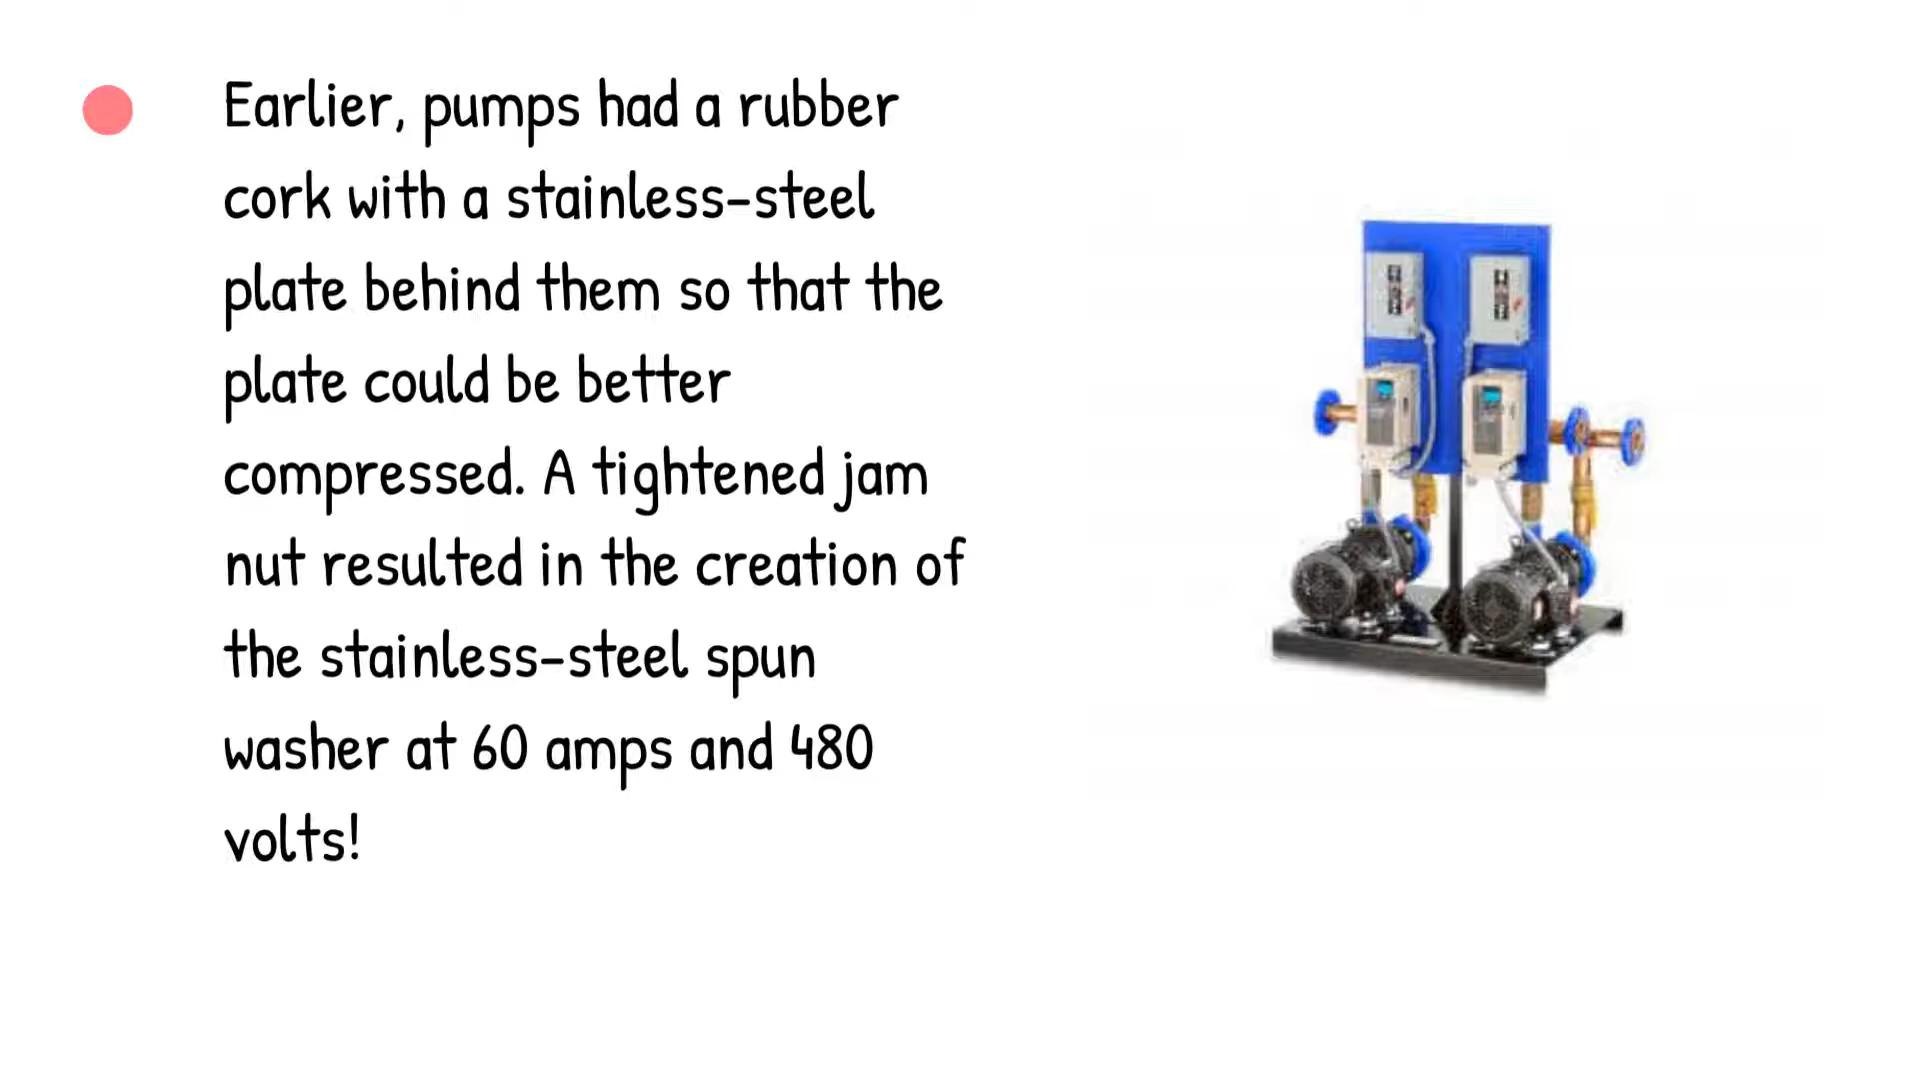 Earlier, pumps had a rubber
cork with a stainless-steel
plate behind them so that the
plate could be better
compressed. A tightened jam
nut resulted in the creation of
the stainless-steel spun
washer at 60 amps and 480
volts!